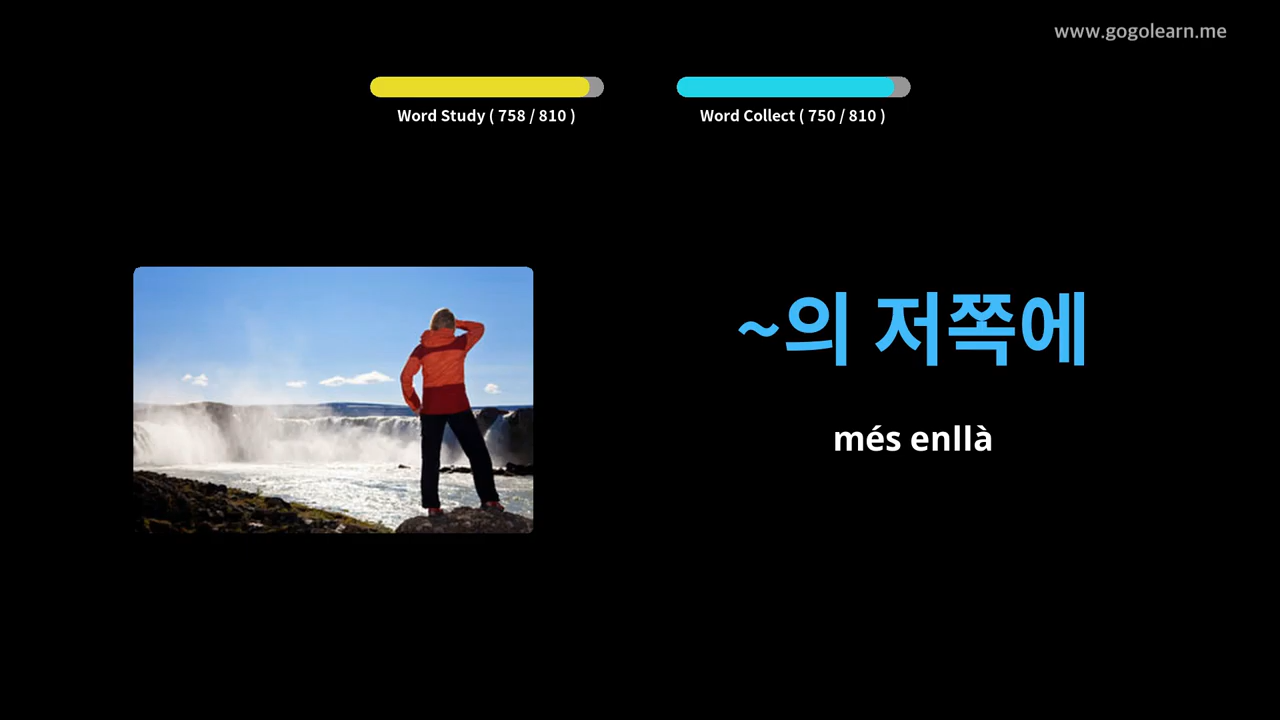 www.gogolearn.me
Word Study ( 758 / 810 )
Word Collect ( 750 / 810 )
~의 저쪽에
més enllà